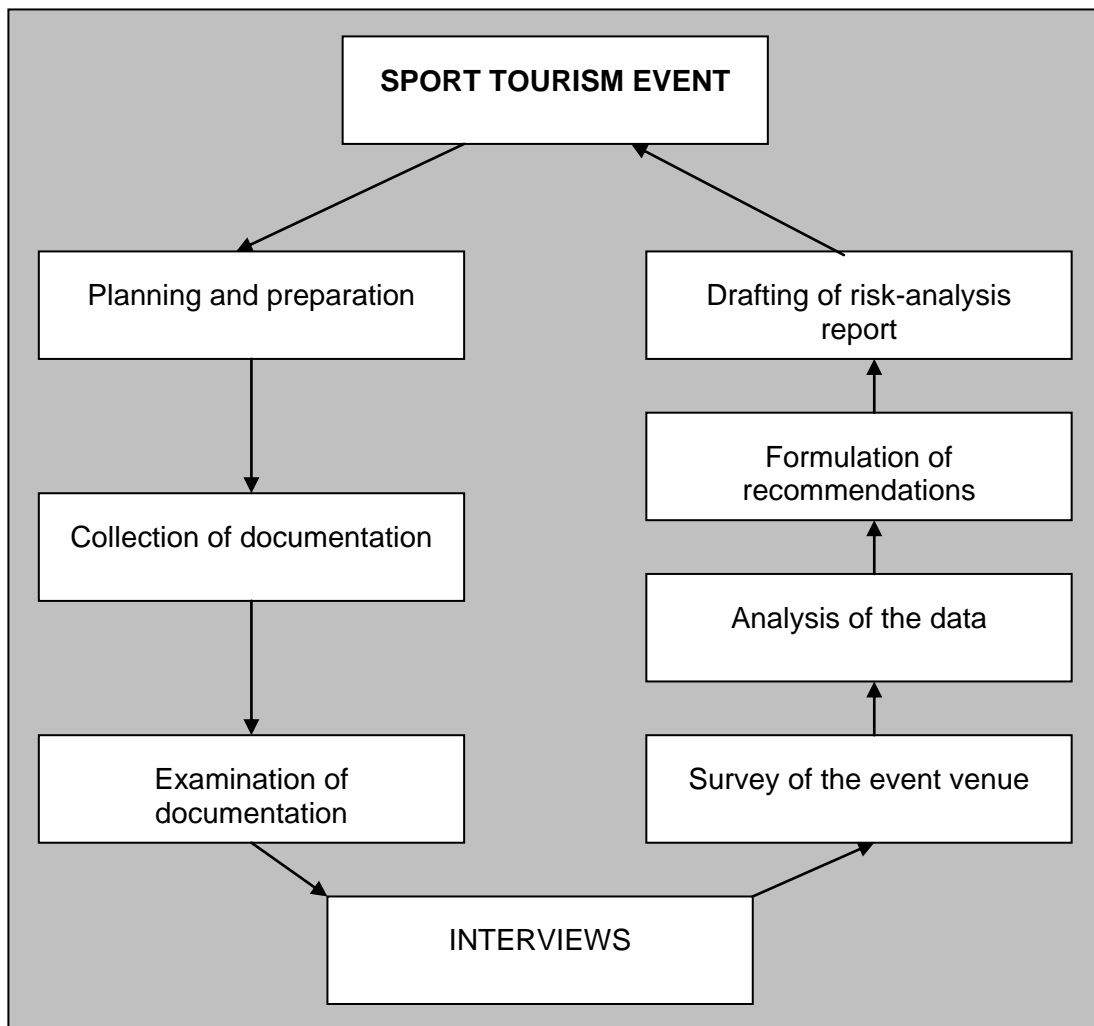 SPORT TOURISM EVENT
Planning and preparation
Collection of documentation
Examination of
documentation
INTERVIEWS
Survey of the event venue
Analysis of the data
Formulation of
recommendations
Drafting of risk-analysis
report